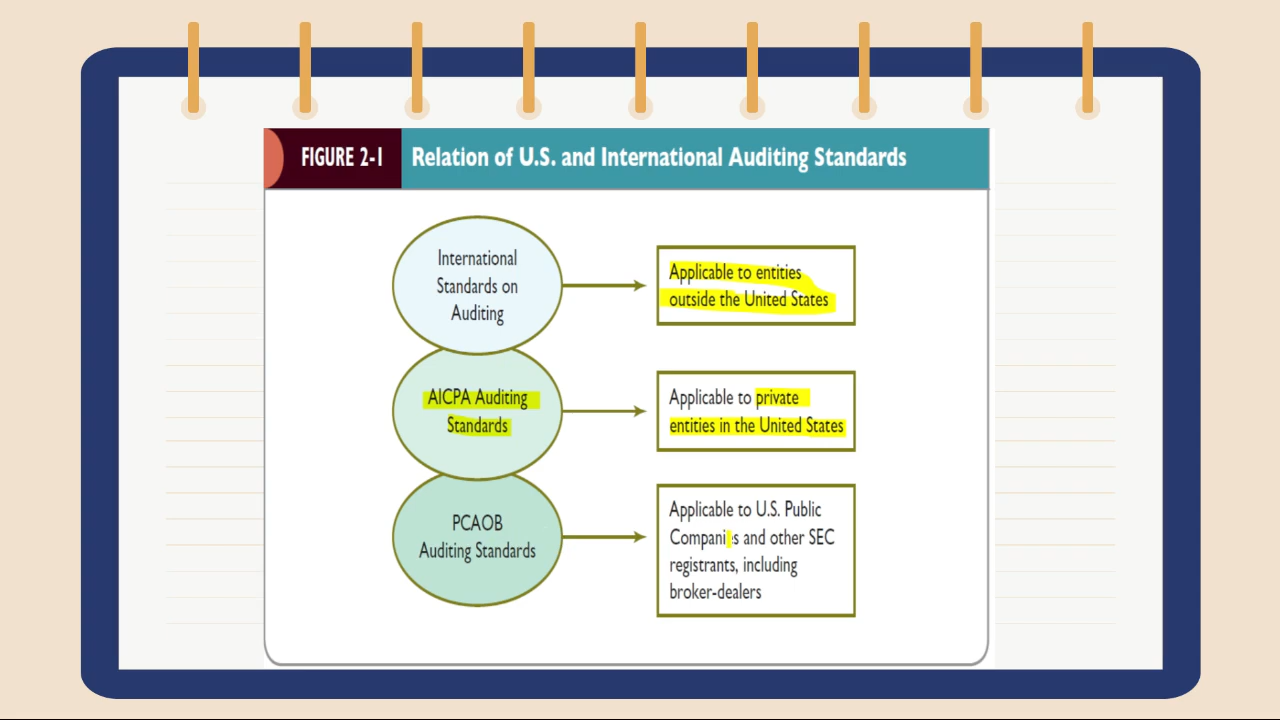 FIGURE 2-1 Relation of U.S. and International Auditing Standards
International
Standards on
Auditing
Applicable to entities
outside the United States
AICPA Auditing
Standards
Applicable to private
entities in the United States
PCAOB
Auditing Standards
Applicable to U.S. Public
Companies and other SEC
registrants, including
broker-dealers